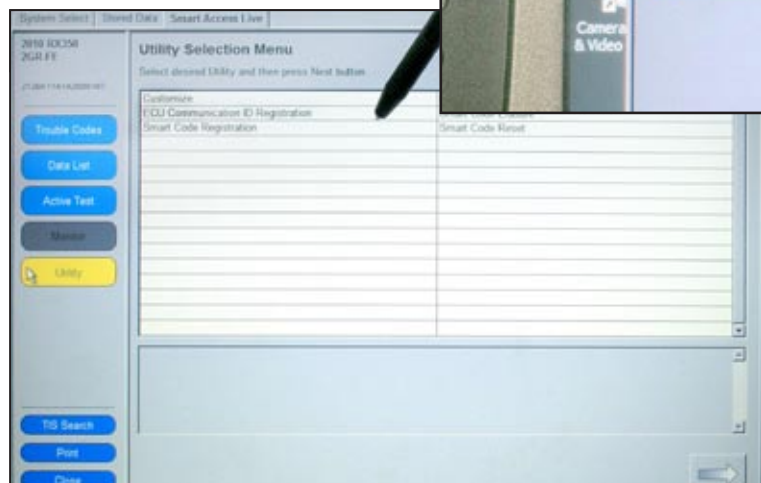 System Select
Stored Data
Smart Access Live
Camera
& Video
2010 RX350
2GR-FE
Utility Selection Menu
Select desired Utility and then press Next button.
Customize
ECU Communication ID Registration
Smart Code Registration
Smart Code Reset
Trouble Codes
Data List
Active Test
Monitor
Utility
TIS Search
Print
Close